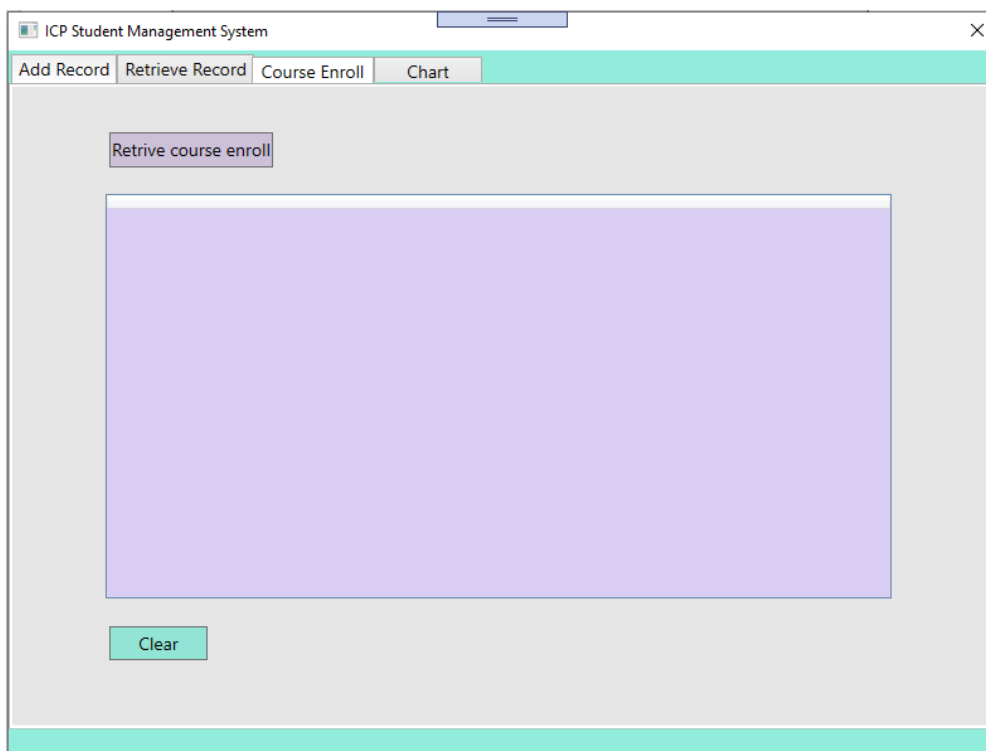 ICP Student Management System
Add Record Retrieve Record Course Enroll Chart
Retrive course enroll
Clear